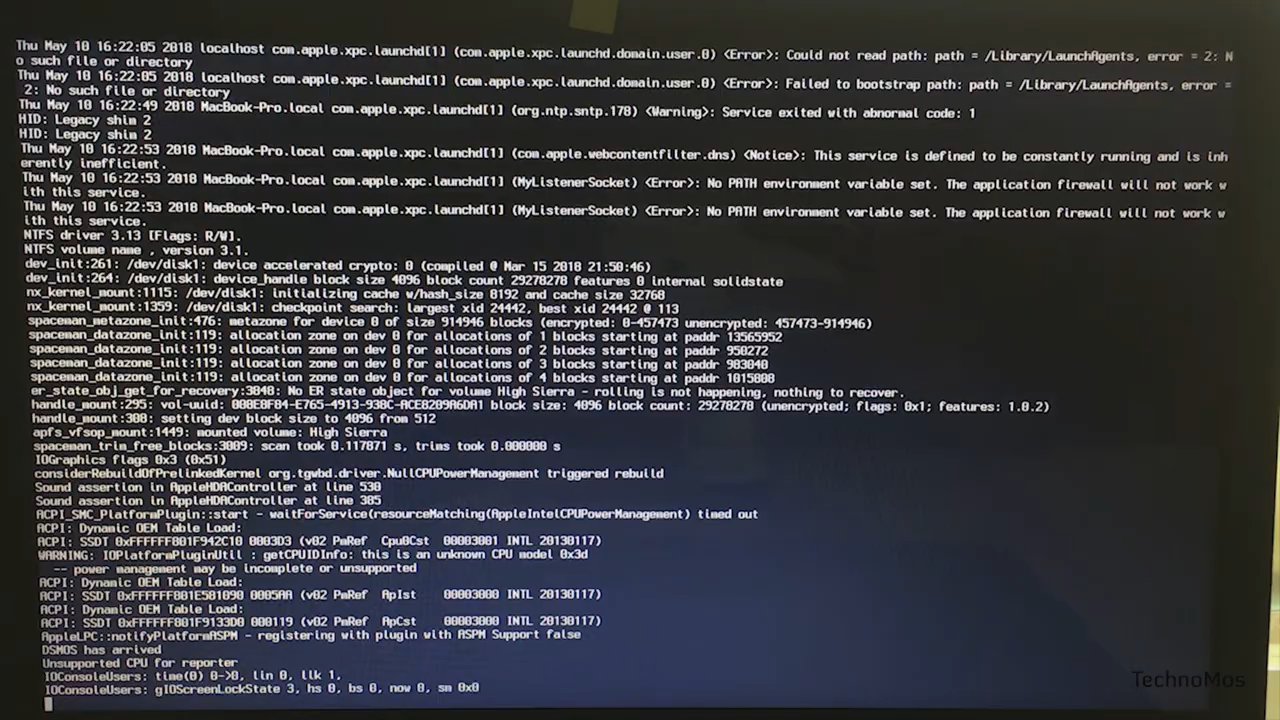 Thu May 10 16:22:05 2018 localhost com.apple.xpc.launchd[1] (com.apple.xpc.launchd.domain.user.0) <Error>: Could not read path: path = /Library/LaunchAgents, error = 2: N
o such file or directory
Thu May 10 16:22:05 2018 localhost com.apple.xpc.launchd[1] (com.apple.xpc.launchd.domain.user.0) <Error>: Failed to bootstrap path: path = /Library/LaunchAgents, error =
2: No such file or directory
Thu May 10 16:22:49 2018 MacBook-Pro.local com.apple.xpc.launchd[1] (org.ntp.sntp.178) <Warning>: Service exited with abnormal code: 1
HID: Legacy shim 2
HID: Legacy shim 2
Thu May 10 16:22:53 2018 MacBook-Pro.local com.apple.xpc.launchd[1] (com.apple.webcontentfilter.dns) <Notice>: This service is defined to be constantly running and is inh
erently inefficient.
Thu May 10 16:22:53 2018 MacBook-Pro.local com.apple.xpc.launchd[1] (MyListenerSocket) <Error>: No PATH environment variable set. The application firewall will not work w
ith this service.
Thu May 10 16:22:53 2018 MacBook-Pro.local com.apple.xpc.launchd[1] (MyListenerSocket) <Error>: No PATH environment variable set. The application firewall will not work w
ith this service.
NTFS driver 3.13 [Flags: R/W].
NTFS volume name , version 3.1.
dev_init:261: /dev/disk1: device accelerated crypto: 0 (compiled @ Mar 15 2018 21:50:46)
dev_init:264: /dev/disk1: device_handle block size 4096 block count 29278278 features 0 internal solidstate
nx_kernel_mount:1115: /dev/disk1: initializing cache w/hash_size 8192 and cache size 32768
nx_kernel_mount:1359: /dev/disk1: checkpoint search: largest xid 24442, best xid 24442 @ 113
spaceman_metazone_init:476: metazone for device 0 of size 914946 blocks (encrypted: 0-457473 unencrypted: 457473-914946)
spaceman_datazone_init:119: allocation zone on dev 0 for allocations of 1 blocks starting at paddr 13565952
spaceman_datazone_init:119: allocation zone on dev 0 for allocations of 2 blocks starting at paddr 950272
spaceman_datazone_init:119: allocation zone on dev 0 for allocations of 3 blocks starting at paddr 983040
spaceman_datazone_init:119: allocation zone on dev 0 for allocations of 4 blocks starting at paddr 1015808
er_state_obj_get_for_recovery:3848: No ER state object for volume High Sierra - rolling is not happening, nothing to recover.
handle_mount:295: vol-uuid: 008E8F84-E765-4913-938C-ACE8209A6DA1 block size: 4096 block count: 29278278 (unencrypted; flags: 0x1; features: 1.0.2)
handle_mount:308: setting dev block size to 4096 from 512
apfs_vfsop_mount:1449: mounted volume: High Sierra
spaceman_trim_free_blocks:3009: scan took 0.117871 s, trims took 0.000000 s
IOGraphics flags 0x3 (0x51)
considerRebuildOfPrelinkedKernel org.tgwbd.driver.NullCPUPowerManagement triggered rebuild
Sound assertion in AppleHDAController at line 530
Sound assertion in AppleHDAController at line 385
ACPI_SMC_PlatformPlugin::start - waitForService(resourceMatching(AppleIntelCPUPowerManagement) timed out
ACPI: Dynamic OEM Table Load:
ACPI: SSDT 0xFFFFFF801F942C10 0003D3 (v02 PmRef  Cpu0Cst  00003001 INTL 20130117)
WARNING: IOPlatformPluginUtil : getCPUIDInfo: this is an unknown CPU model 0x3d
-- power management may be incomplete or unsupported
ACPI: Dynamic OEM Table Load:
ACPI: SSDT 0xFFFFFF801E581090 0005AA (v02 PmRef  ApIst    00003000 INTL 20130117)
ACPI: Dynamic OEM Table Load:
ACPI: SSDT 0xFFFFFF801F9133D0 000119 (v02 PmRef  ApCst    00003000 INTL 20130117)
AppleLPC::notifyPlatformASPM - registering with plugin with ASPM Support false
DSMOS has arrived
Unsupported CPU for reporter
IOConsoleUsers: time(0) 0->0, lin 0, llk 1,
IOConsoleUsers: gIOScreenLockState 3, hs 0, bs 0, now 0, sm 0x0
TechnoMos